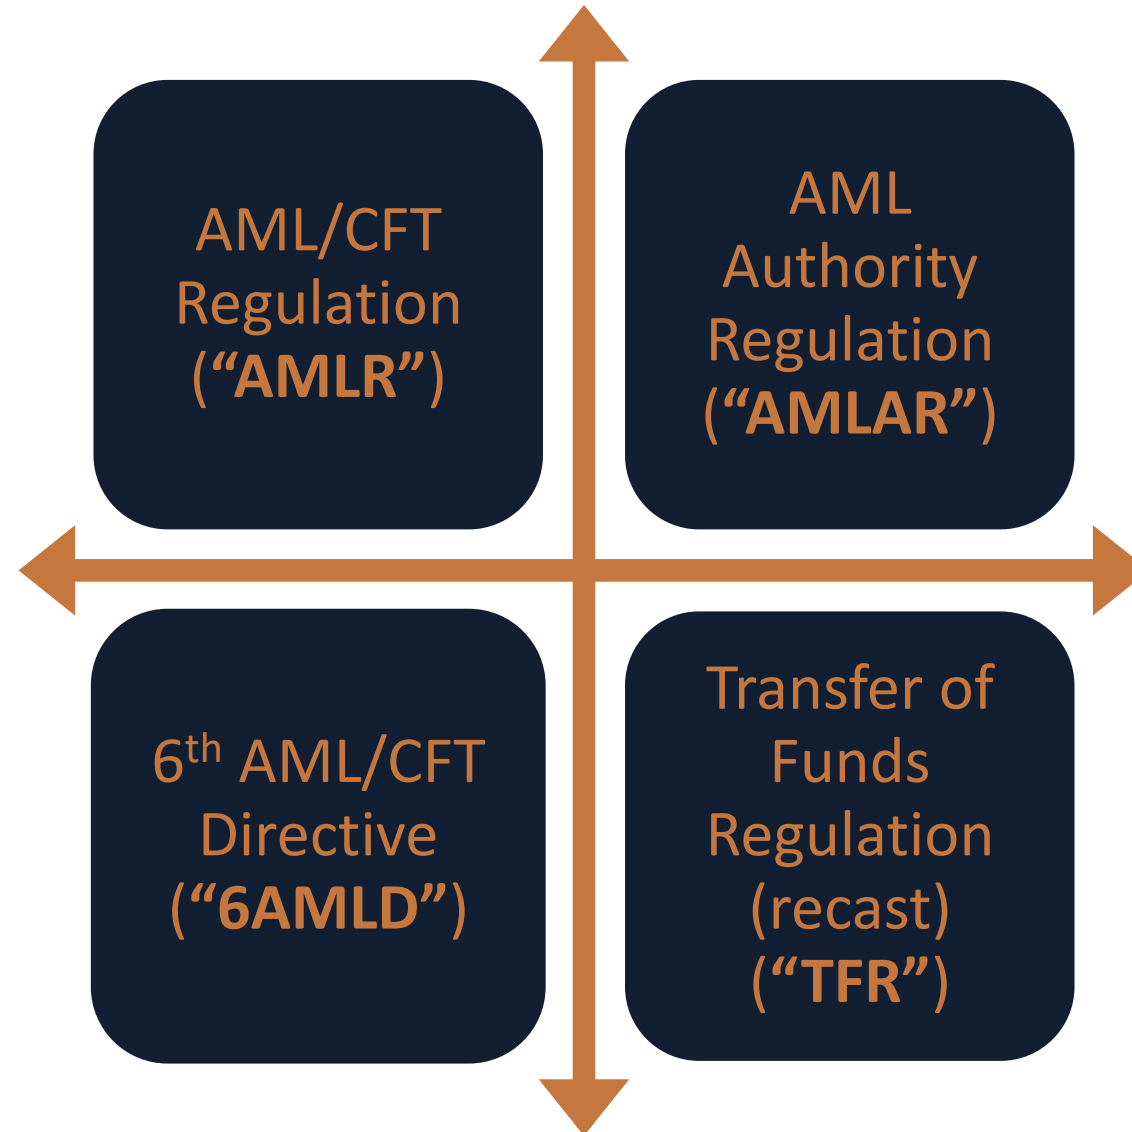 AML/CFT
Regulation
(“AMLR”)
AML
Authority
Regulation
(“AMLAR”)
6th AML/CFT
Directive
(“6AMLD”)
Transfer of
Funds
Regulation
(recast)
(“TFR”)